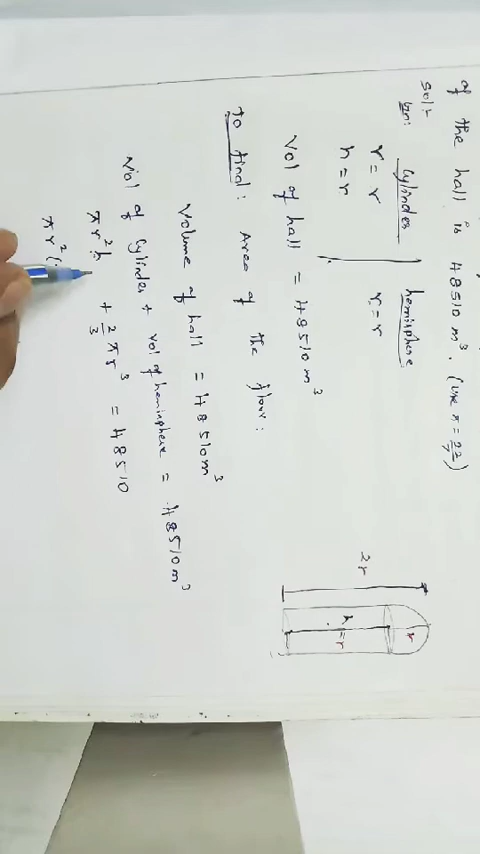 of the hall is 48510 m³. (use π = 22/7)
Sol:-
Gn: Cylinder hemisphere
r = r r = r
h = r
Vol of hall = 48510 m³
To find: Area of the floor:
Volume of hall = 48510 m³
Vol of Cylinder + vol of hemisphere = 48510 m³
πr²h + 2/3 πr³ = 48510
πr²(
2r
r
h = r